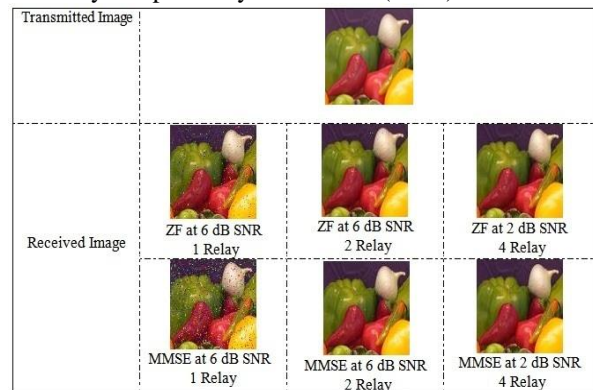 Transmitted Image
ZF at 6 dB SNR
1 Relay
ZF at 6 dB SNR
2 Relay
ZF at 2 dB SNR
4 Relay
Received Image
MMSE at 6 dB SNR
1 Relay
MMSE at 6 dB SNR
2 Relay
MMSE at 2 dB SNR
4 Relay